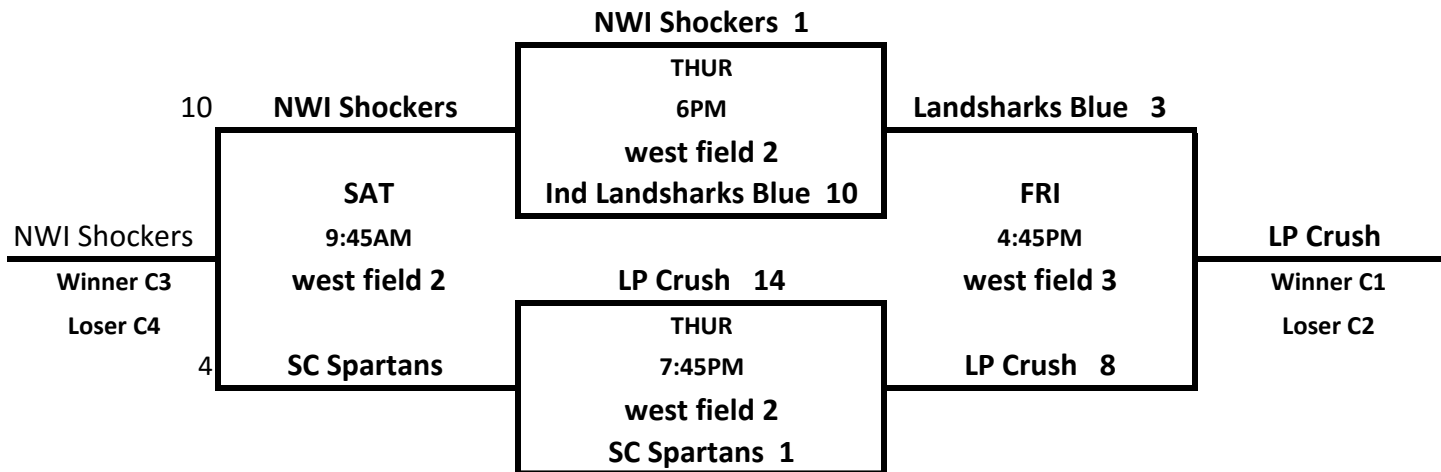 NWI Shockers 1
THUR
10 NWI Shockers 6PM Landsharks Blue 3
west field 2
SAT Ind Landsharks Blue 10 FRI
NWI Shockers 9:45AM 4:45PM LP Crush
Winner C3 west field 2 LP Crush 14 west field 3 Winner C1
Loser C4 THUR Loser C2
4 SC Spartans 7:45PM LP Crush 8
west field 2
SC Spartans 1